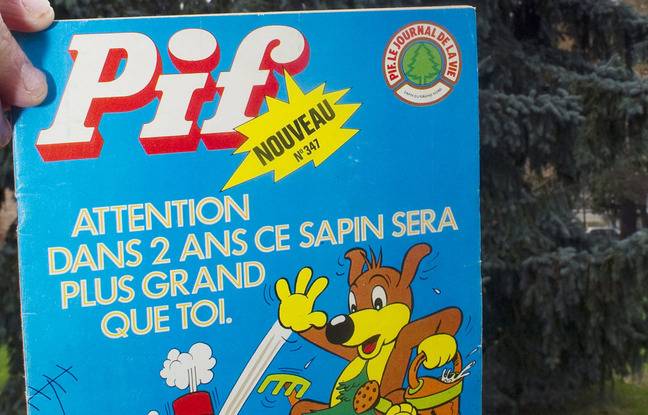 Pif
PIF, LE JOURNAL DE LA VIE
NOUVEAU
N° 347
ATTENTION
DANS 2 ANS CE SAPIN SERA
PLUS GRAND
QUE TOI.